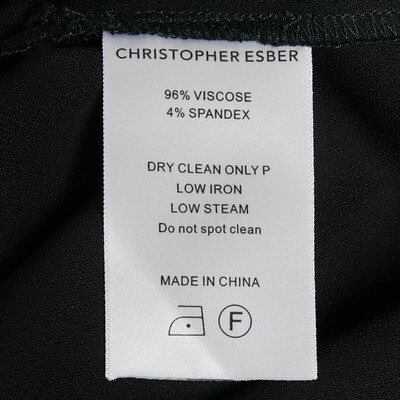 CHRISTOPHER ESBER
96% VISCOSE
4% SPANDEX
DRY CLEAN ONLY P
LOW IRON
LOW STEAM
Do not spot clean
MADE IN CHINA
F